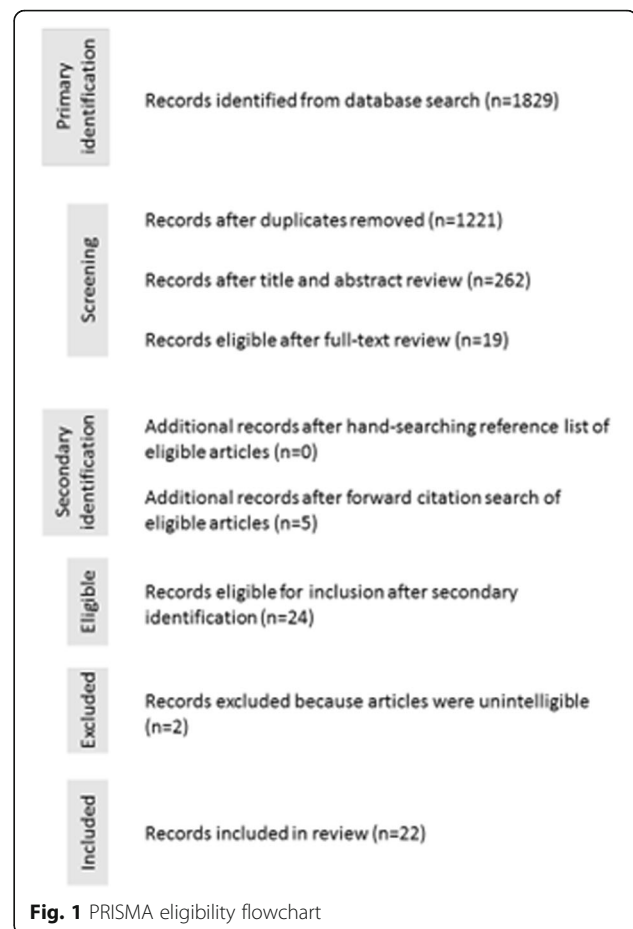 Primary
identification
Records identified from database search (n=1829)
Screening
Records after duplicates removed (n=1221)
Records after title and abstract review (n=262)
Records eligible after full-text review (n=19)
Secondary
identification
Additional records after hand-searching reference list of
eligible articles (n=0)
Additional records after forward citation search of
eligible articles (n=5)
Eligible
Records eligible for inclusion after secondary
identification (n=24)
Excluded
Records excluded because articles were unintelligible
(n=2)
Included
Records included in review (n=22)
Fig. 1 PRISMA eligibility flowchart